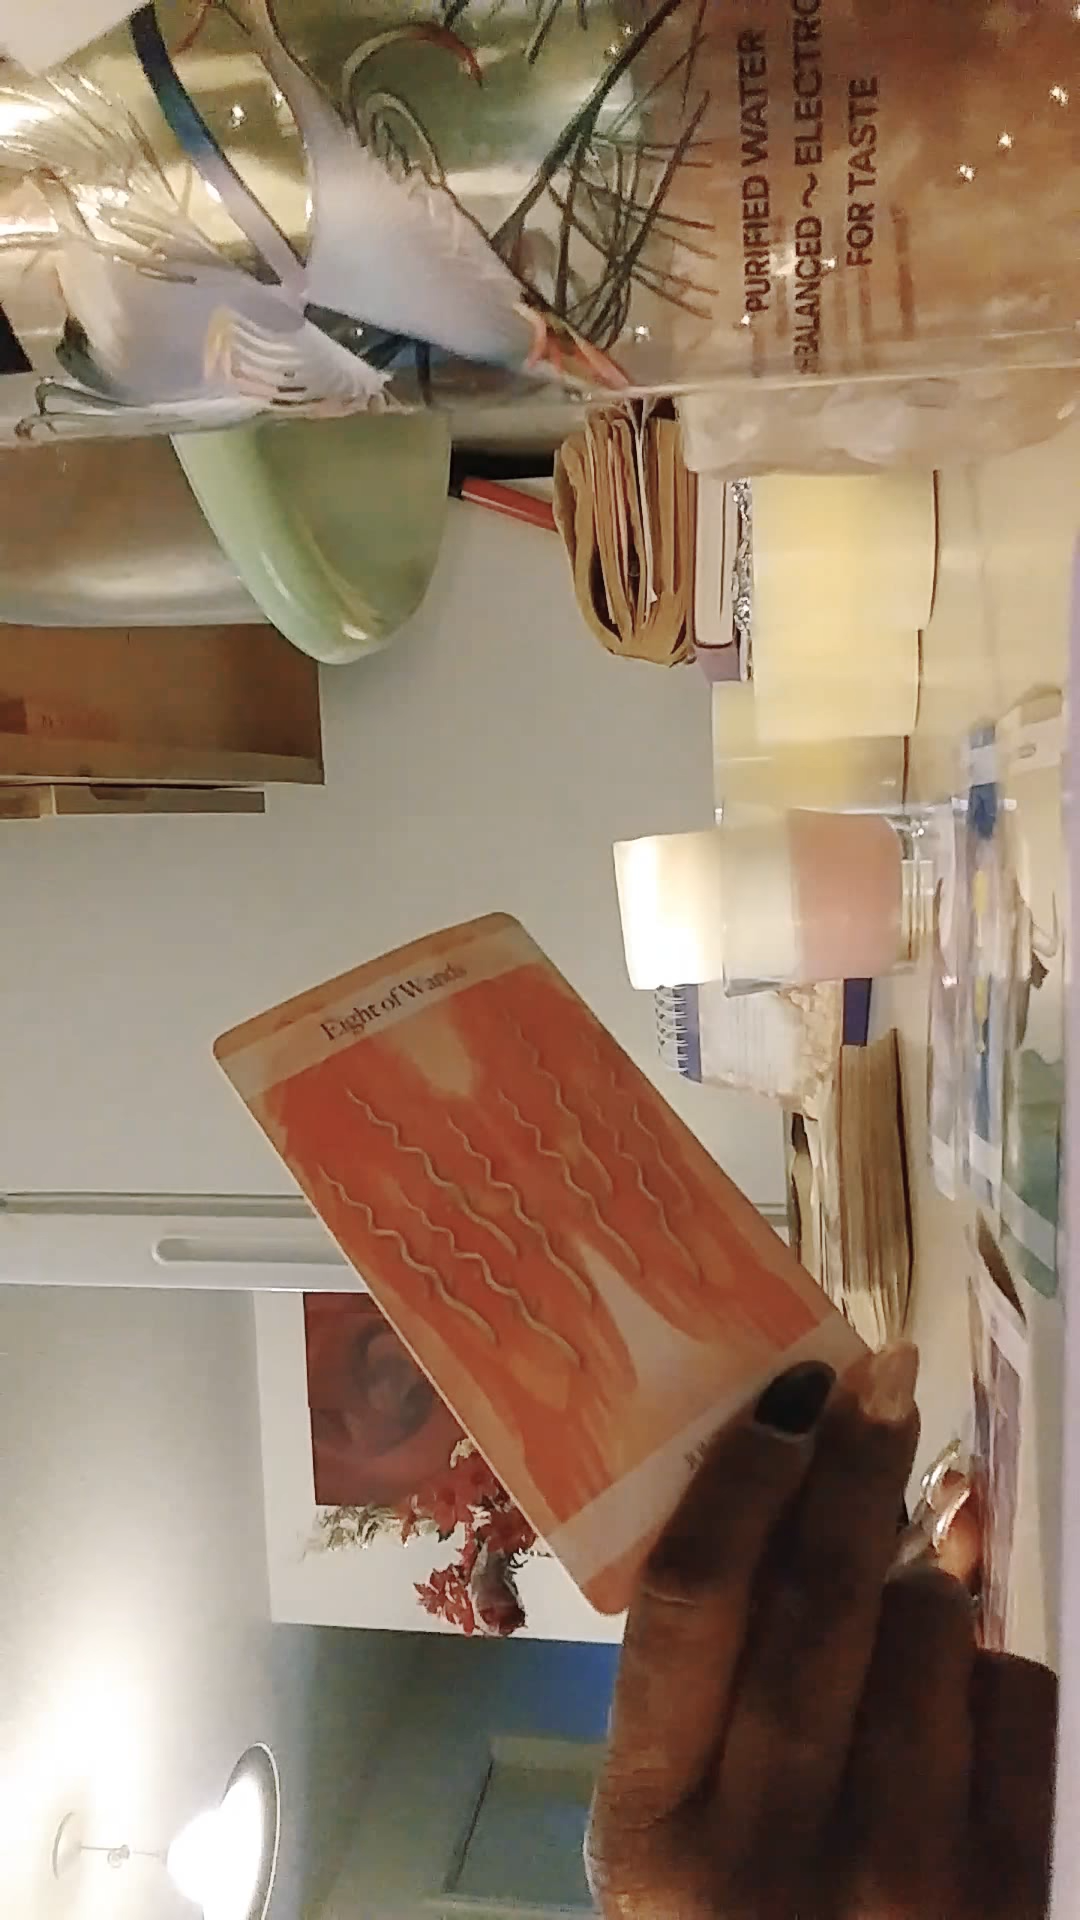 PURIFIED WATER
BALANCED ~ ELECTRO
FOR TASTE
Eight of Wands